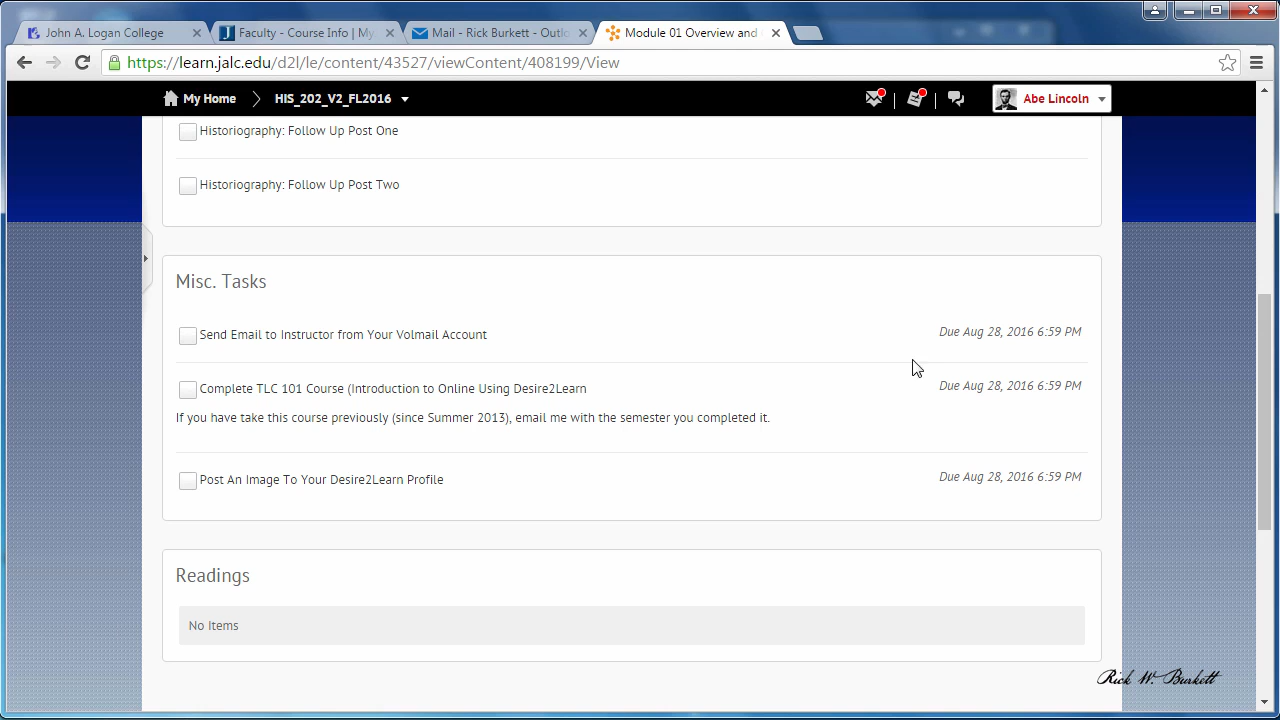 John A. Logan College
Faculty - Course Info | My
Mail - Rick Burkett - Outlo
Module 01 Overview and
https://learn.jalc.edu/d2l/le/content/43527/viewContent/408199/View
My Home
HIS_202_V2_FL2016
Abe Lincoln
Historiography: Follow Up Post One
Historiography: Follow Up Post Two
Misc. Tasks
Send Email to Instructor from Your Volmail Account
Due Aug 28, 2016 6:59 PM
Complete TLC 101 Course (Introduction to Online Using Desire2Learn
Due Aug 28, 2016 6:59 PM
If you have take this course previously (since Summer 2013), email me with the semester you completed it.
Post An Image To Your Desire2Learn Profile
Due Aug 28, 2016 6:59 PM
Readings
No Items
Rick W. Burkett